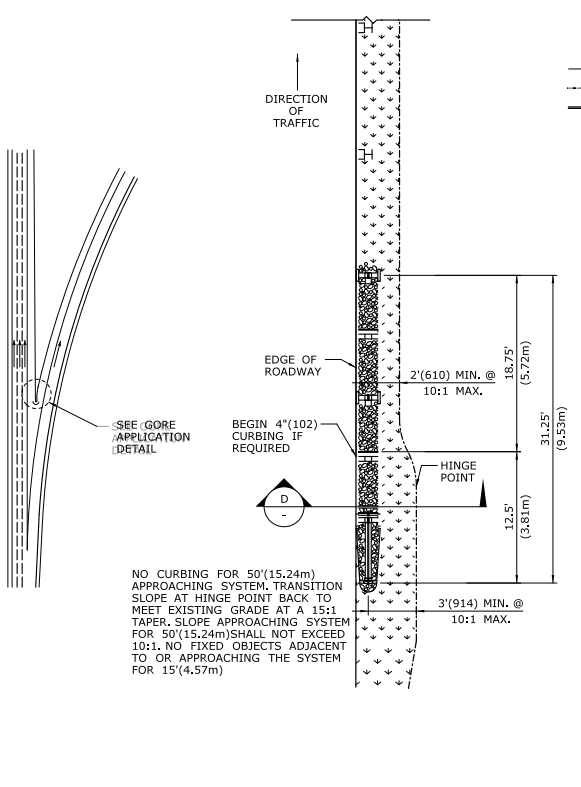 DIRECTION
OF
TRAFFIC
EDGE OF
ROADWAY
2'(610) MIN. @
10:1 MAX.
18.75'
(5.72m)
31.25'
(9.53m)
SEE GORE
APPLICATION
DETAIL
BEGIN 4"(102)
CURBING IF
REQUIRED
HINGE
POINT
D
-
12.5'
(3.81m)
NO CURBING FOR 50'(15.24m)
APPROACHING SYSTEM. TRANSITION
SLOPE AT HINGE POINT BACK TO
MEET EXISTING GRADE AT A 15:1
TAPER. SLOPE APPROACHING SYSTEM
FOR 50'(15.24m)SHALL NOT EXCEED
10:1. NO FIXED OBJECTS ADJACENT
TO OR APPROACHING THE SYSTEM
FOR 15'(4.57m)
3'(914) MIN. @
10:1 MAX.